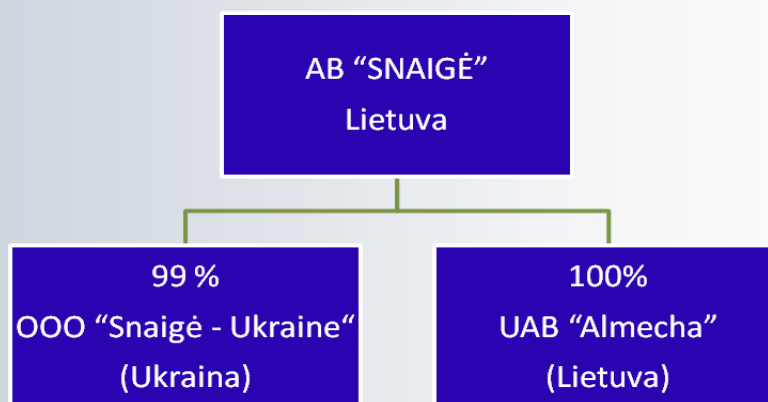 AB “SNAIGĖ”
Lietuva
99 %
OOO “Snaigė - Ukraine“
(Ukraina)
100%
UAB “Almecha”
(Lietuva)